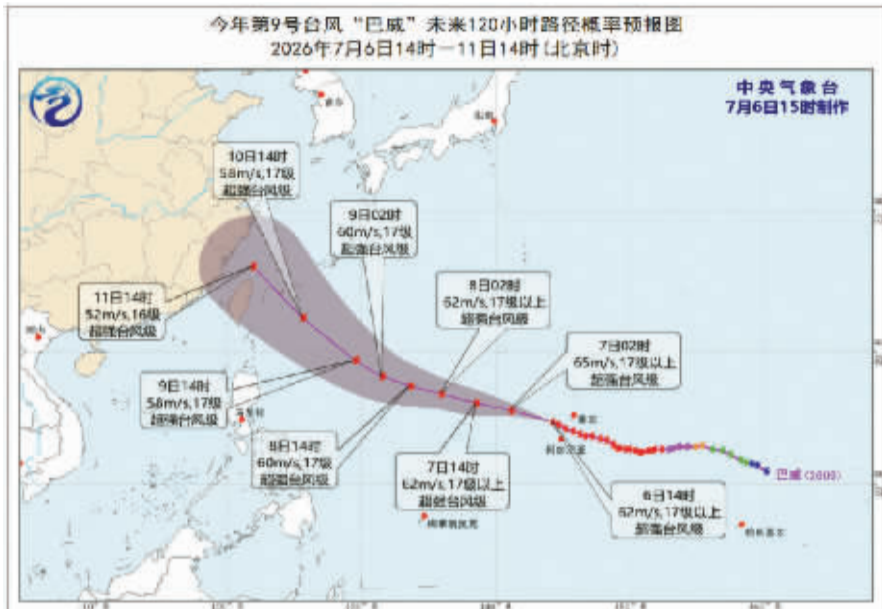 今年第9号台风“巴威”未来120小时路径概率预报图
2026年7月6日14时－11日14时(北京时)
中央气象台
7月6日15时制作
10日14时
58m/s,17级
超强台风级
9日02时
60m/s,17级
超强台风级
8日02时
62m/s,17级以上
超强台风级
11日14时
52m/s,16级
超强台风级
7日02时
65m/s,17级以上
超强台风级
9日14时
58m/s,17级
超强台风级
8日14时
60m/s,17级
超强台风级
7日14时
62m/s,17级以上
超强台风级
6日14时
62m/s,17级以上
超强台风级
巴威(2609)